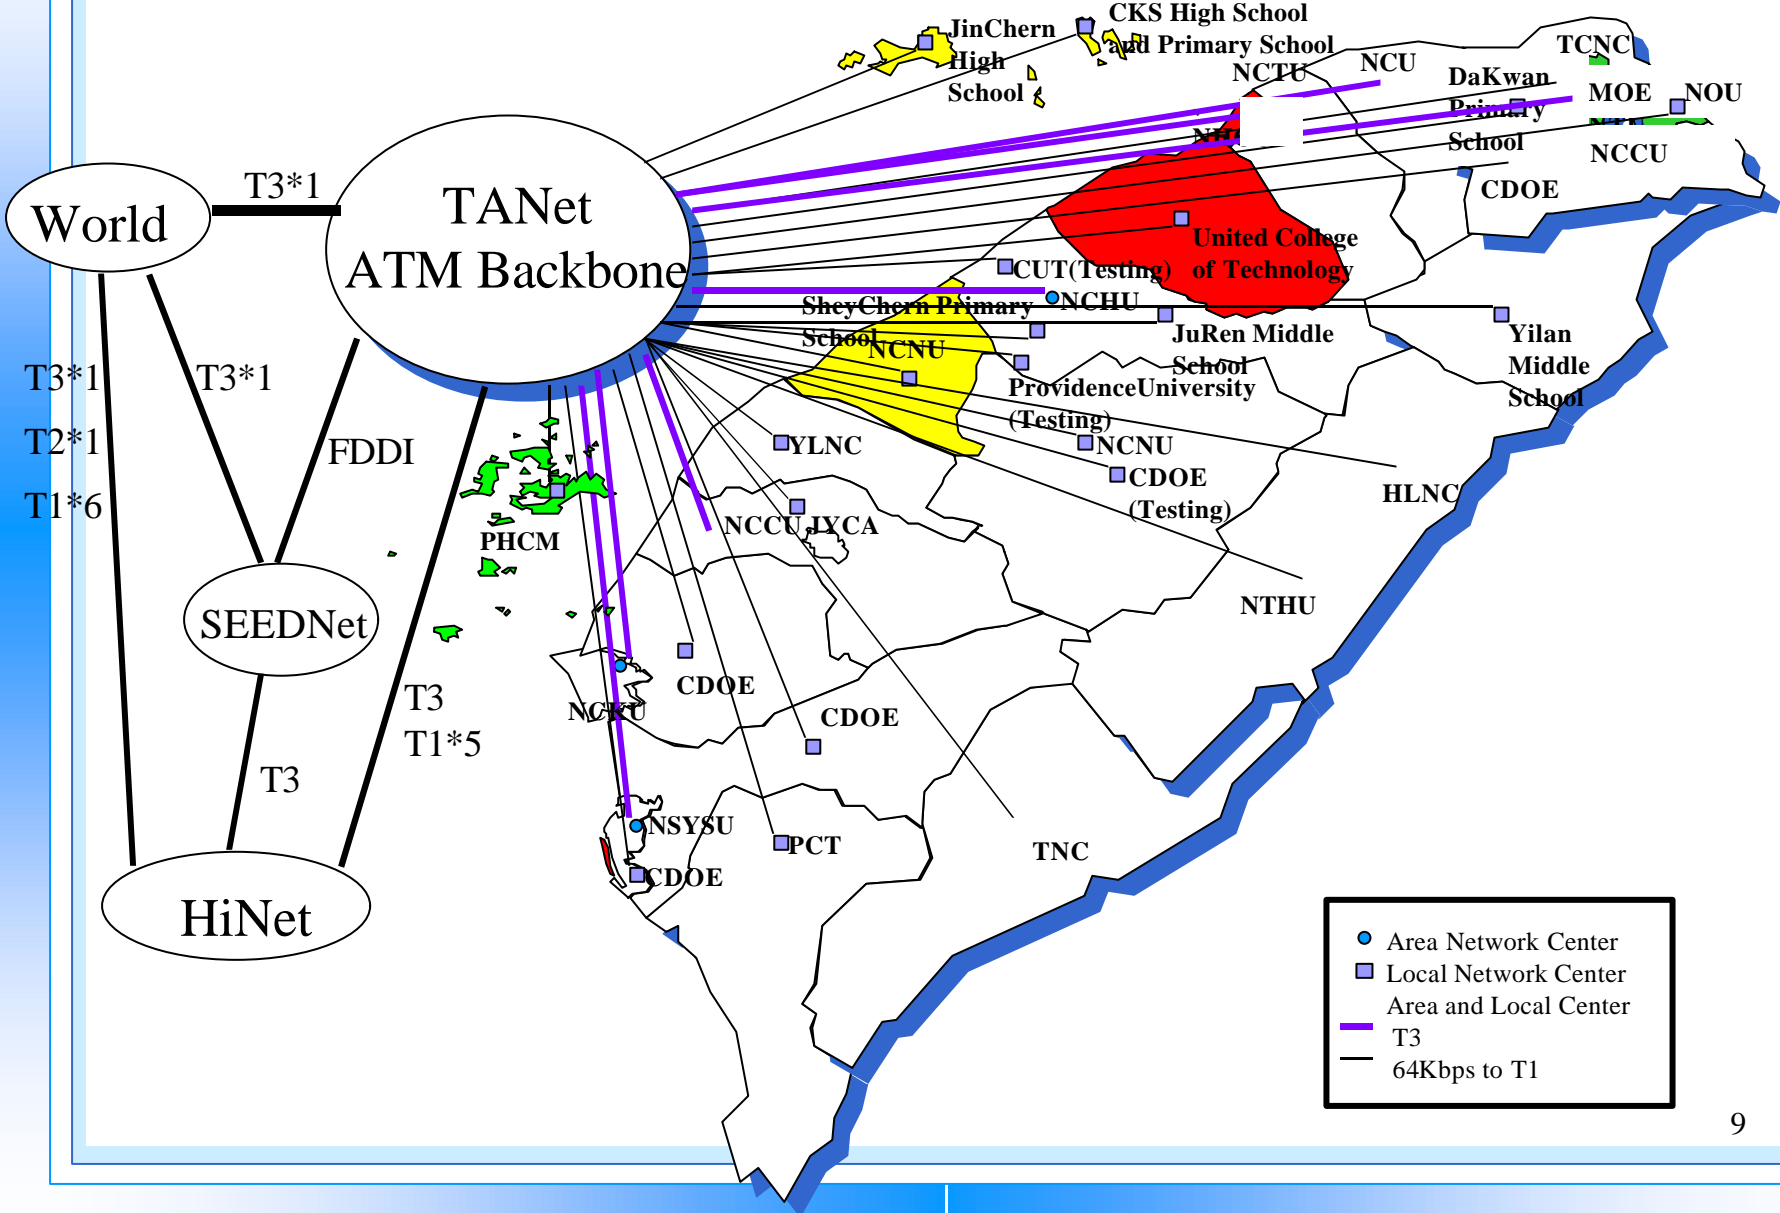 JinChern
High
School
CKS High School
and Primary School
NCTU
NCU
TCNC
DaKwan
Primary
School
MOE
NOU
NCCU
CDOE
World
T3*1
TANet
ATM Backbone
United College
of Technology
CUT(Testing)
NCHU
SheyChern Primary
School
NCNU
JuRen Middle
School
Yilan
Middle
School
ProvidenceUniversity
(Testing)
NCNU
CDOE
(Testing)
T3*1
T2*1
T1*6
T3*1
FDDI
YLNC
HLNC
NCCU JYCA
PHCM
NTHU
SEEDNet
CDOE
NCKU
CDOE
T3
T1*5
T3
NSYSU
PCT
TNC
CDOE
HiNet
Area Network Center
Local Network Center
Area and Local Center
T3
64Kbps to T1
9